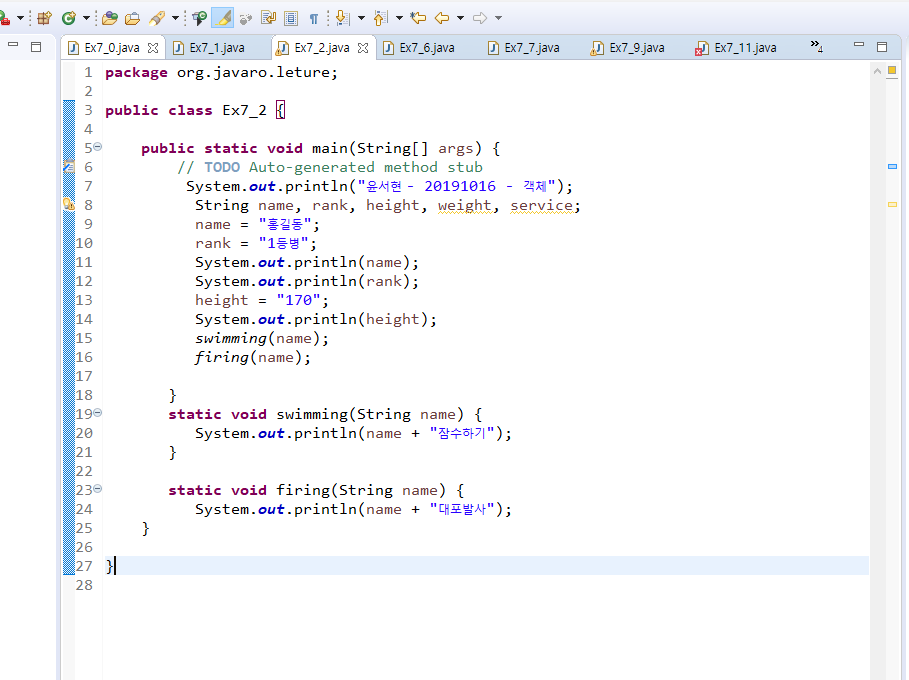 Ex7_0.java Ex7_1.java Ex7_2.java Ex7_6.java Ex7_7.java Ex7_9.java Ex7_11.java »4
1 package org.javaro.leture;
2
3 public class Ex7_2 {
4
5 public static void main(String[] args) {
6 // TODO Auto-generated method stub
7 System.out.println("윤서현 - 20191016 - 객체");
8 String name, rank, height, weight, service;
9 name = "홍길동";
10 rank = "1등병";
11 System.out.println(name);
12 System.out.println(rank);
13 height = "170";
14 System.out.println(height);
15 swimming(name);
16 firing(name);
17
18 }
19 static void swimming(String name) {
20 System.out.println(name + "잠수하기");
21 }
22
23 static void firing(String name) {
24 System.out.println(name + "대포발사");
25 }
26
27 }
28